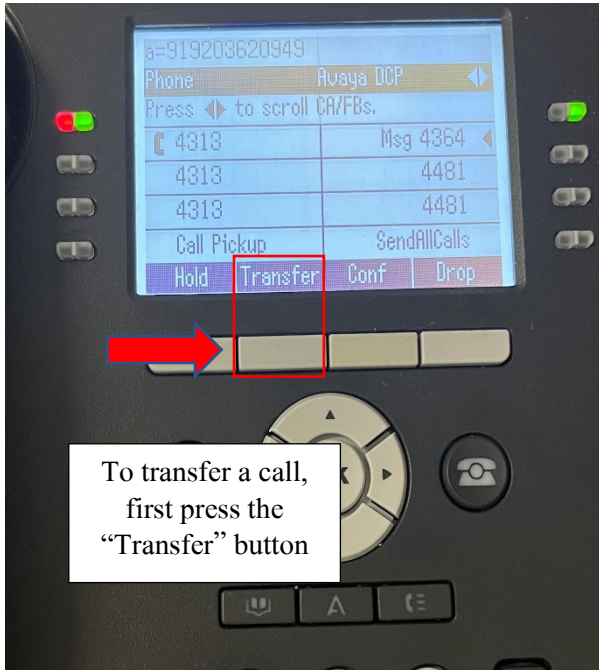 a=919203620949
Phone Avaya DCP
Press ◀▶ to scroll CA/FBs.
4313 Msg 4364
4313 4481
4313 4481
Call Pickup SendAllCalls
Hold Transfer Conf Drop
To transfer a call,
first press the
“Transfer” button
A